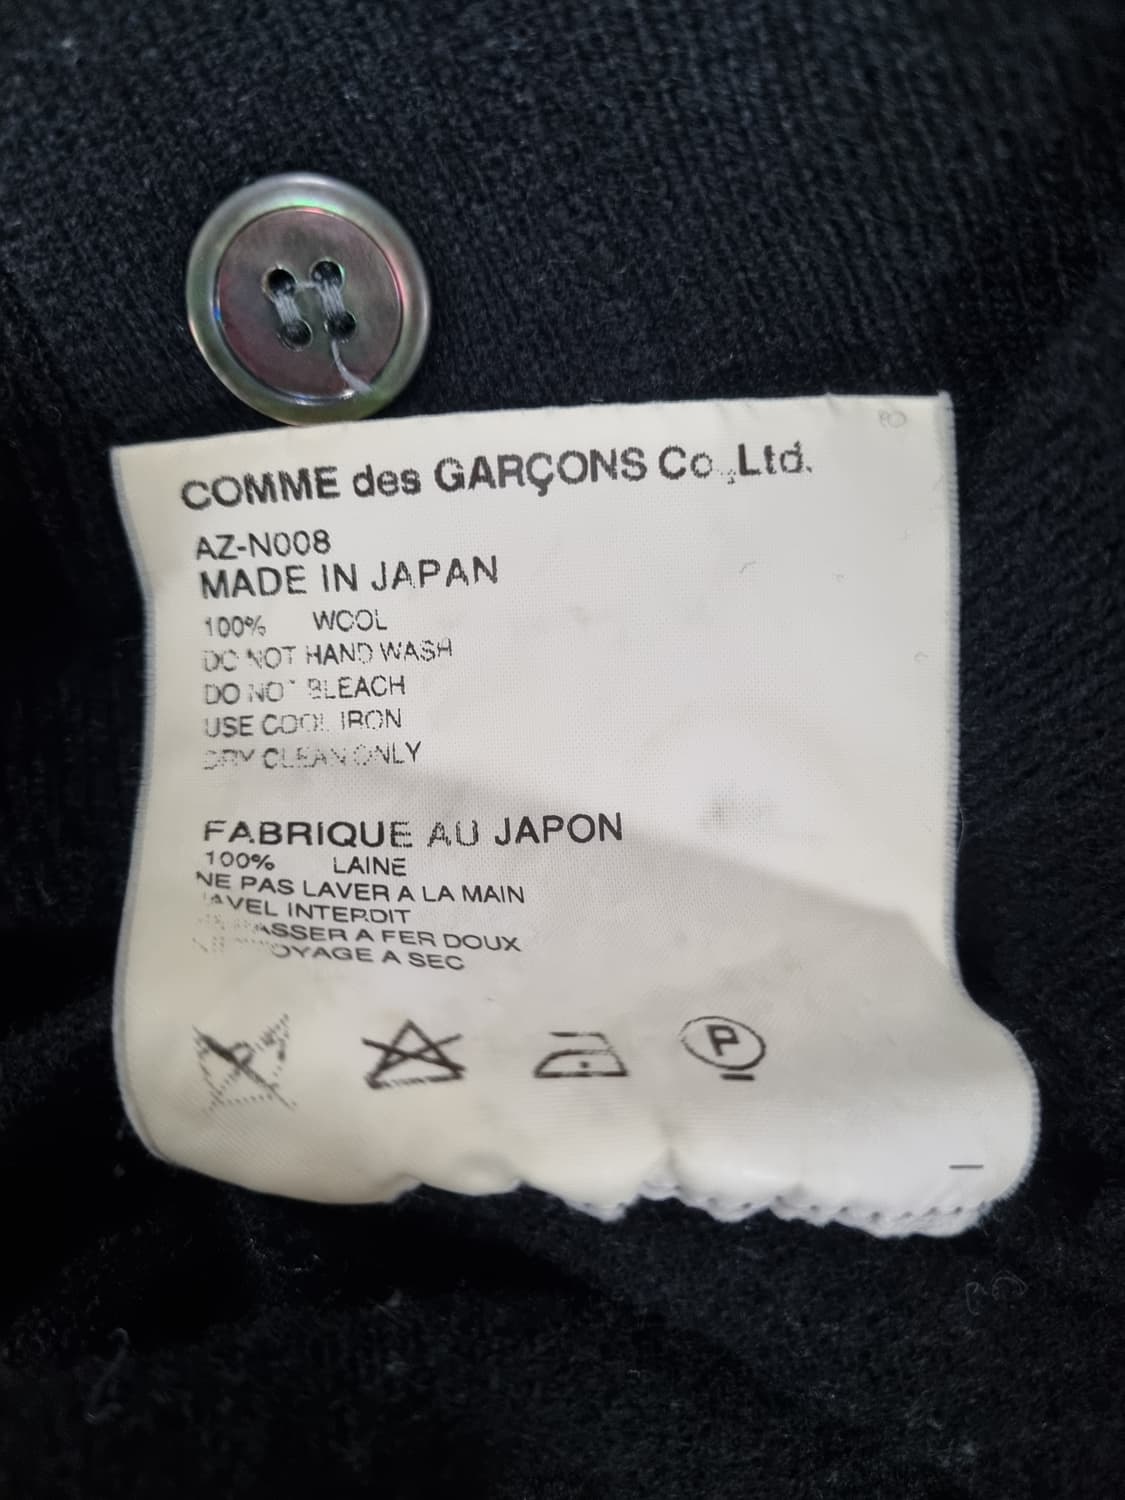 COMME des GARÇONS Co.,Ltd.
AZ-N008
MADE IN JAPAN
100% WOOL
DO NOT HAND WASH
DO NOT BLEACH
USE COOL IRON
DRY CLEAN ONLY
FABRIQUE AU JAPON
100% LAINE
NE PAS LAVER A LA MAIN
JAVEL INTERDIT
REPASSER A FER DOUX
NETTOYAGE A SEC
P